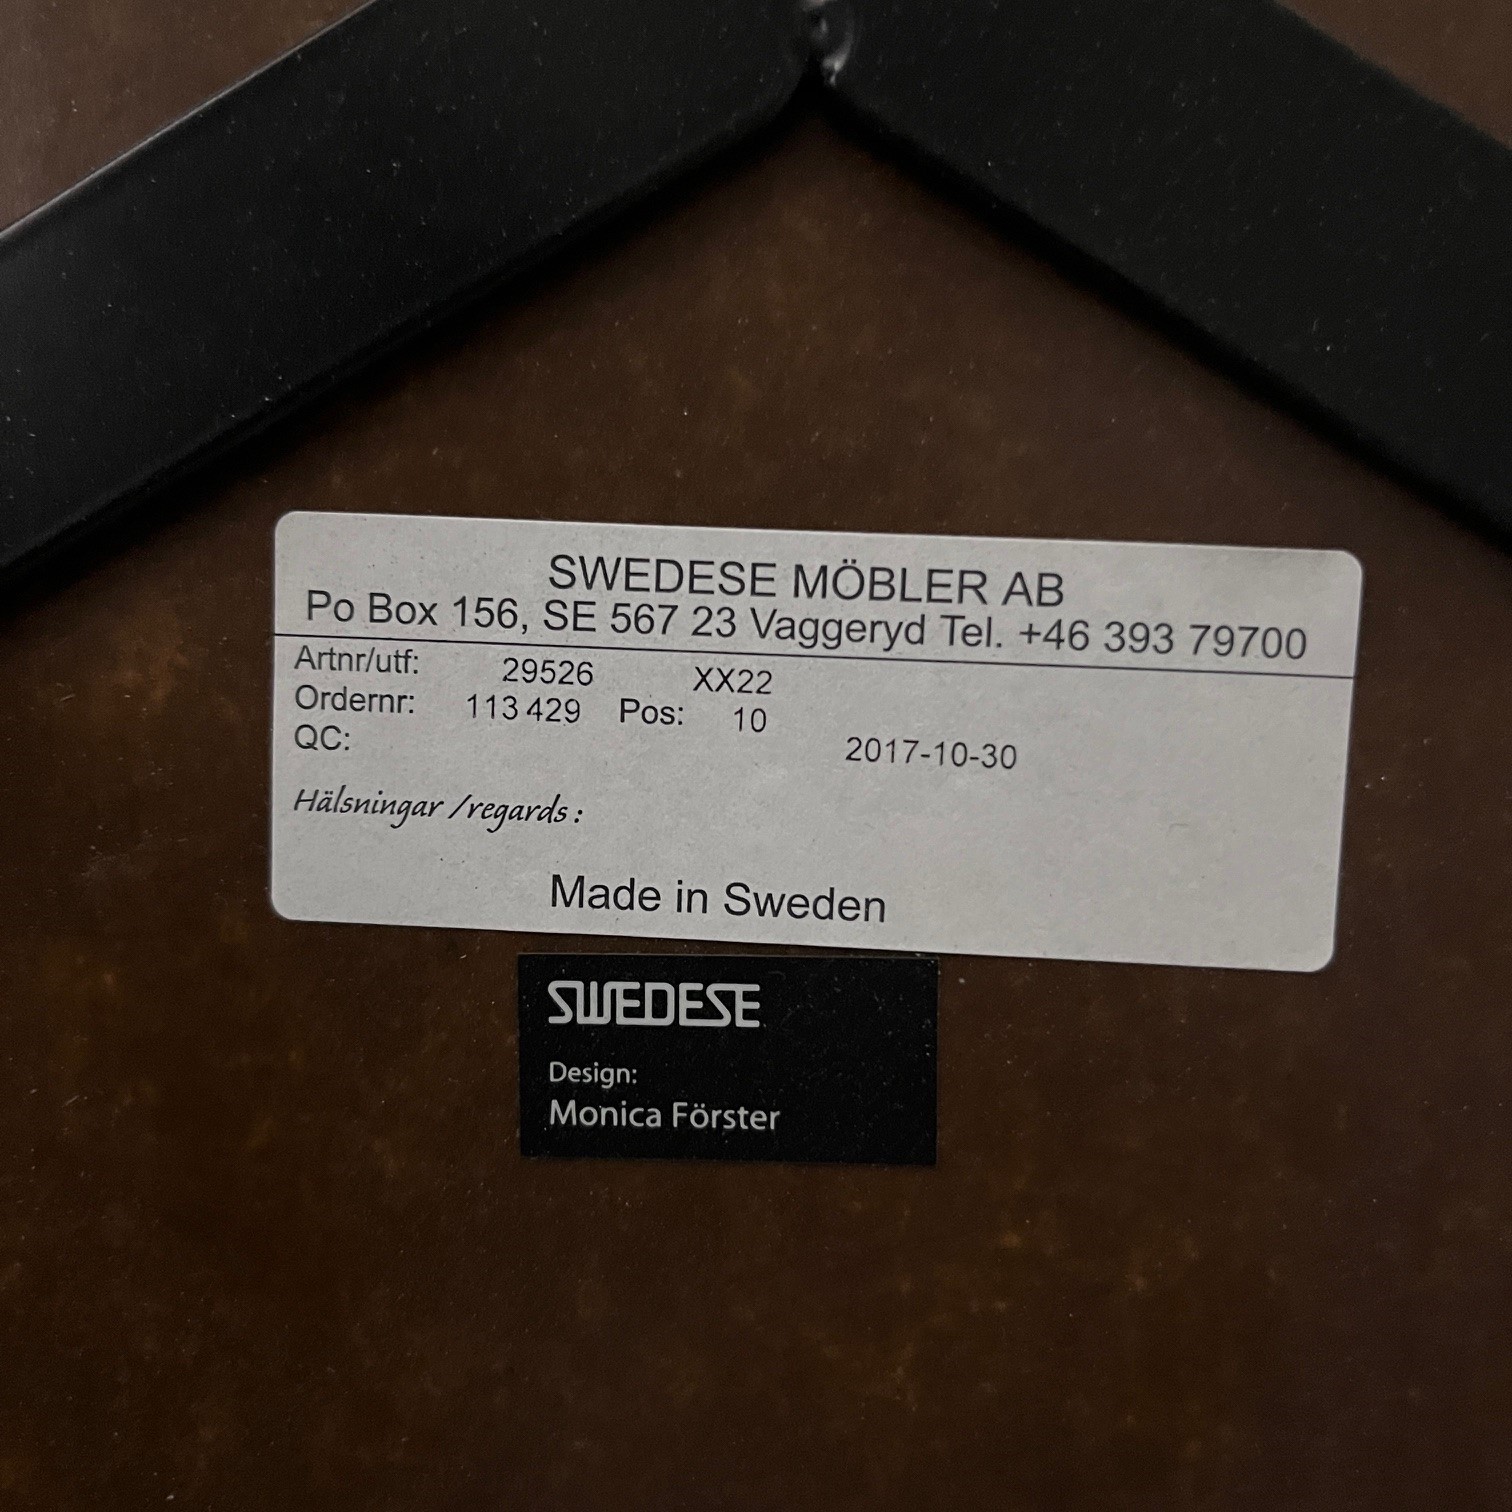 SWEDESE MÖBLER AB
Po Box 156, SE 567 23 Vaggeryd Tel. +46 393 79700
Artnr/utf: 29526 XX22
Ordernr: 113 429 Pos: 10
QC: 2017-10-30
Hälsningar /regards :
Made in Sweden
SWEDESE
Design:
Monica Förster